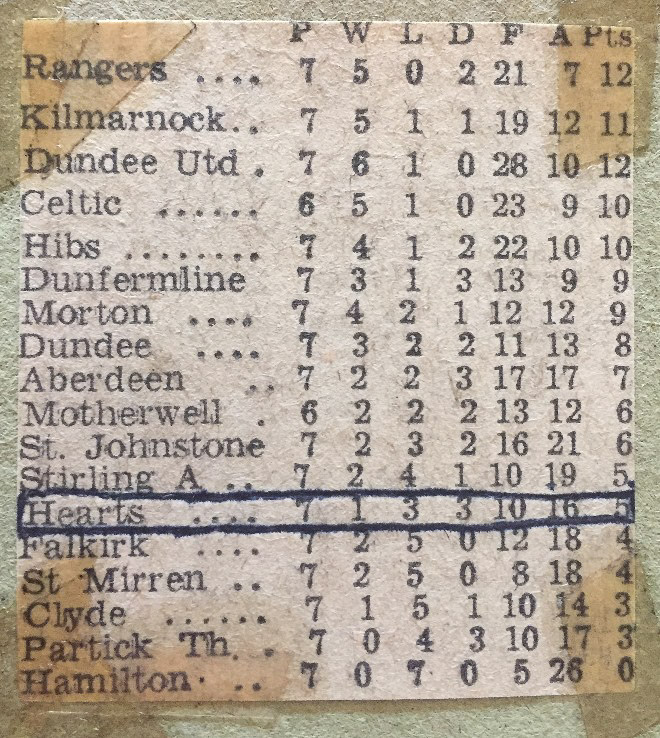 P W L D F A Pts
Rangers .... 7 5 0 2 21 7 12
Kilmarnock.. 7 5 1 1 19 12 11
Dundee Utd . 7 6 1 0 28 10 12
Celtic ...... 6 5 1 0 23 9 10
Hibs ........ 7 4 1 2 22 10 10
Dunfermline 7 3 1 3 13 9 9
Morton .... 7 4 2 1 12 12 9
Dundee .... 7 3 2 2 11 13 8
Aberdeen .. 7 2 2 3 17 17 7
Motherwell . 6 2 2 2 13 12 6
St. Johnstone 7 2 3 2 16 21 6
Stirling A .. 7 2 4 1 10 19 5
Hearts .... 7 1 3 3 10 16 5
Falkirk .... 7 2 5 0 12 18 4
St Mirren .. 7 2 5 0 8 18 4
Clyde ...... 7 1 5 1 10 14 3
Partick Th. . 7 0 4 3 10 17 3
Hamilton .. 7 0 7 0 5 26 0